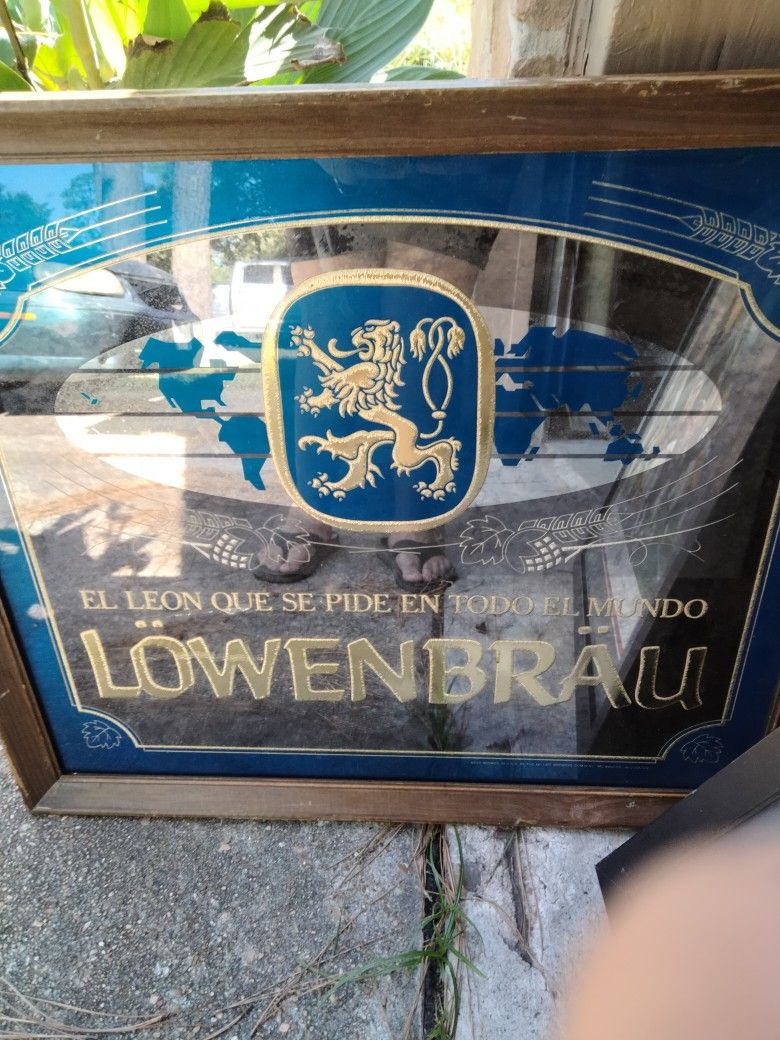 EL LEON QUE SE PIDE EN TODO EL MUNDO
LÖWENBRÄU